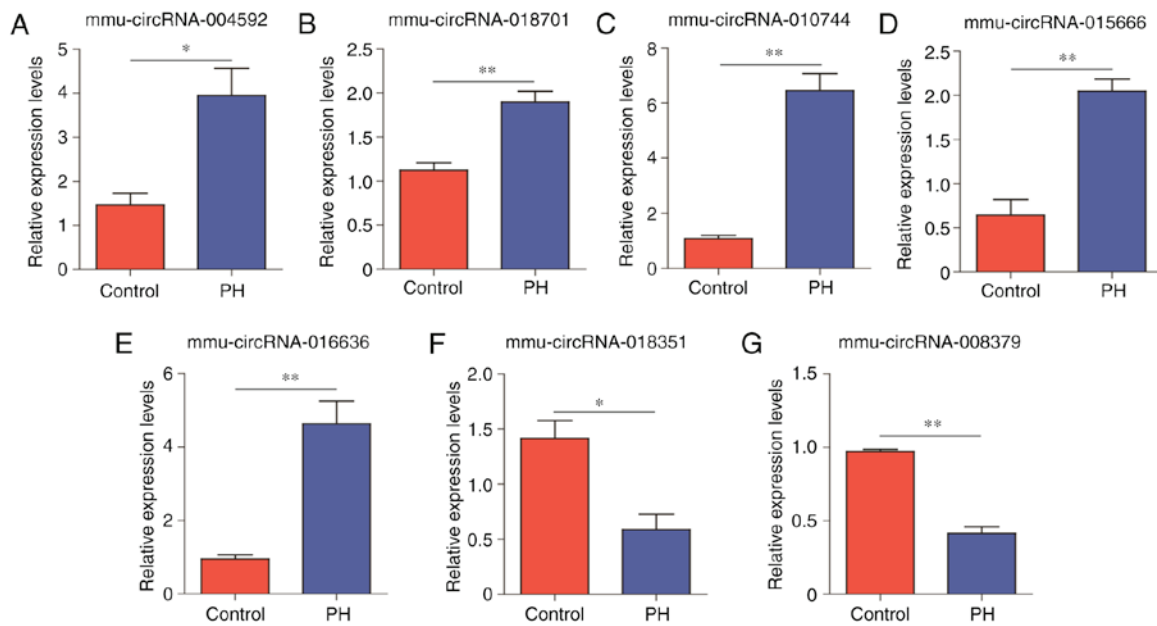 A mmu-circRNA-004592
Relative expression levels
5
4
3
2
1
0
*
Control PH
B mmu-circRNA-018701
Relative expression levels
2.5
2.0
1.5
1.0
0.5
0
**
Control PH
C mmu-circRNA-010744
Relative expression levels
8
6
4
2
0
**
Control PH
D mmu-circRNA-015666
Relative expression levels
2.5
2.0
1.5
1.0
0.5
0
**
Control PH
E mmu-circRNA-016636
Relative expression levels
6
4
2
0
**
Control PH
F mmu-circRNA-018351
Relative expression levels
2.0
1.5
1.0
0.5
0
*
Control PH
G mmu-circRNA-008379
Relative expression levels
1.5
1.0
0.5
0
**
Control PH